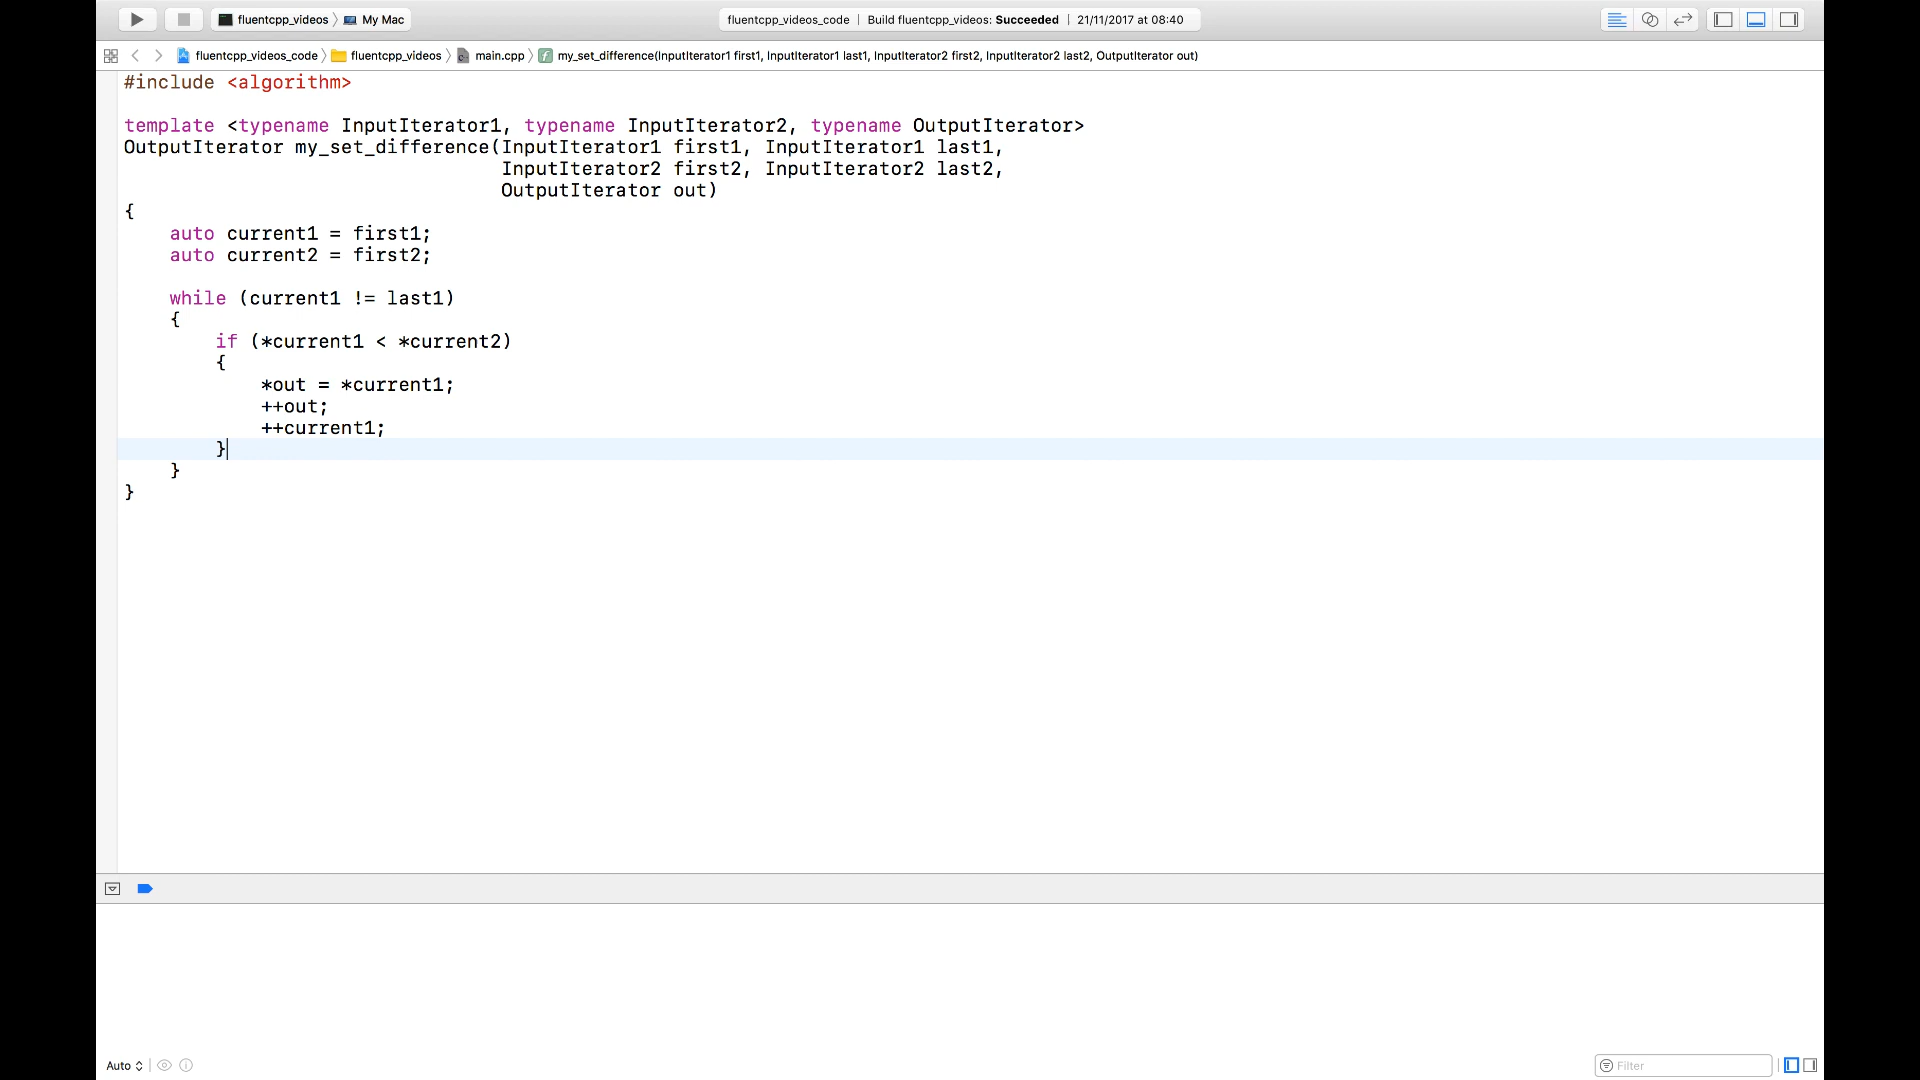 fluentcpp_videos My Mac fluentcpp_videos_code | Build fluentcpp_videos: Succeeded | 21/11/2017 at 08:40
fluentcpp_videos_code fluentcpp_videos main.cpp my_set_difference(InputIterator1 first1, InputIterator1 last1, InputIterator2 first2, InputIterator2 last2, OutputIterator out)
#include <algorithm>
template <typename InputIterator1, typename InputIterator2, typename OutputIterator>
OutputIterator my_set_difference(InputIterator1 first1, InputIterator1 last1,
InputIterator2 first2, InputIterator2 last2,
OutputIterator out)
{
auto current1 = first1;
auto current2 = first2;
while (current1 != last1)
{
if (*current1 < *current2)
{
*out = *current1;
++out;
++current1;
}
}
}
Auto Filter